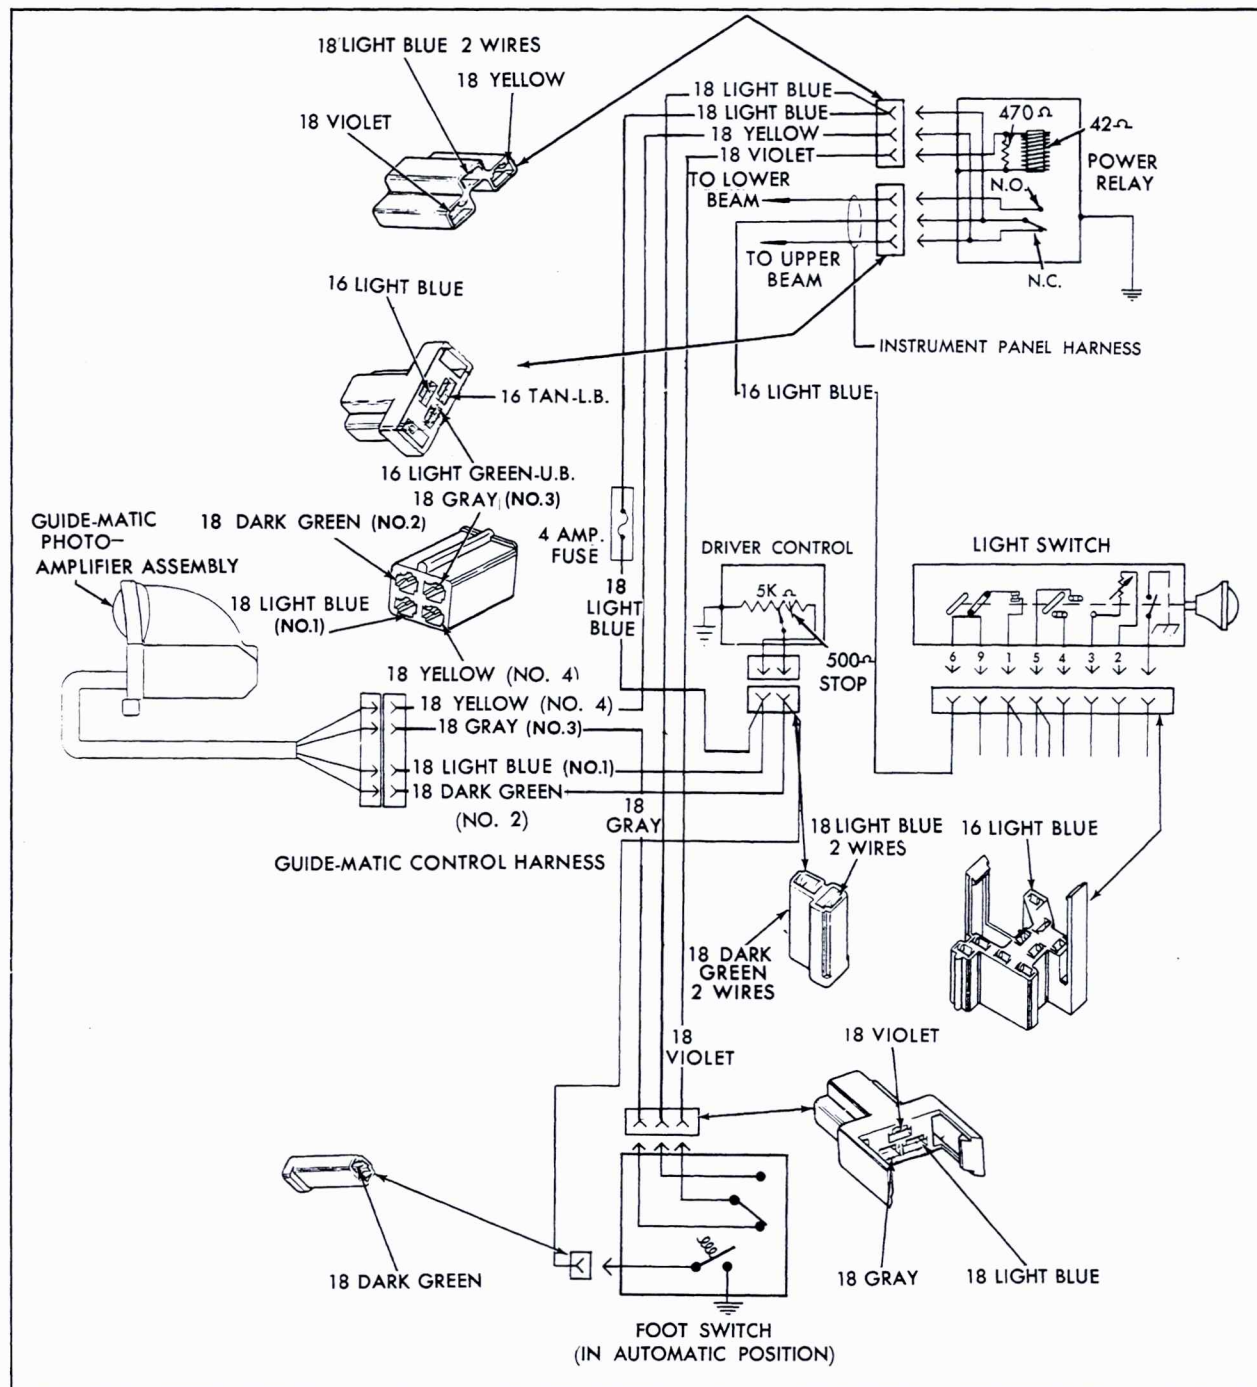 18 LIGHT BLUE 2 WIRES
18 YELLOW
18 VIOLET
18 LIGHT BLUE
18 LIGHT BLUE
18 YELLOW
18 VIOLET
TO LOWER
BEAM
TO UPPER
BEAM
470Ω
42Ω
POWER
RELAY
N.O.
N.C.
16 LIGHT BLUE
INSTRUMENT PANEL HARNESS
16 LIGHT BLUE
16 TAN-L.B.
16 LIGHT GREEN-U.B.
18 GRAY (NO.3)
GUIDE-MATIC
PHOTO-
AMPLIFIER ASSEMBLY
18 DARK GREEN (NO.2)
18 LIGHT BLUE
(NO.1)
18 YELLOW (NO. 4)
4 AMP.
FUSE
18
LIGHT
BLUE
DRIVER CONTROL
5K Ω
500Ω
STOP
LIGHT SWITCH
6 9 1 5 4 3 2
18 YELLOW (NO. 4)
18 GRAY (NO.3)
18 LIGHT BLUE (NO.1)
18 DARK GREEN
(NO. 2)
18
GRAY
GUIDE-MATIC CONTROL HARNESS
18 LIGHT BLUE
2 WIRES
16 LIGHT BLUE
18 DARK
GREEN
2 WIRES
18
VIOLET
18 VIOLET
18 DARK GREEN
18 GRAY
18 LIGHT BLUE
FOOT SWITCH
(IN AUTOMATIC POSITION)